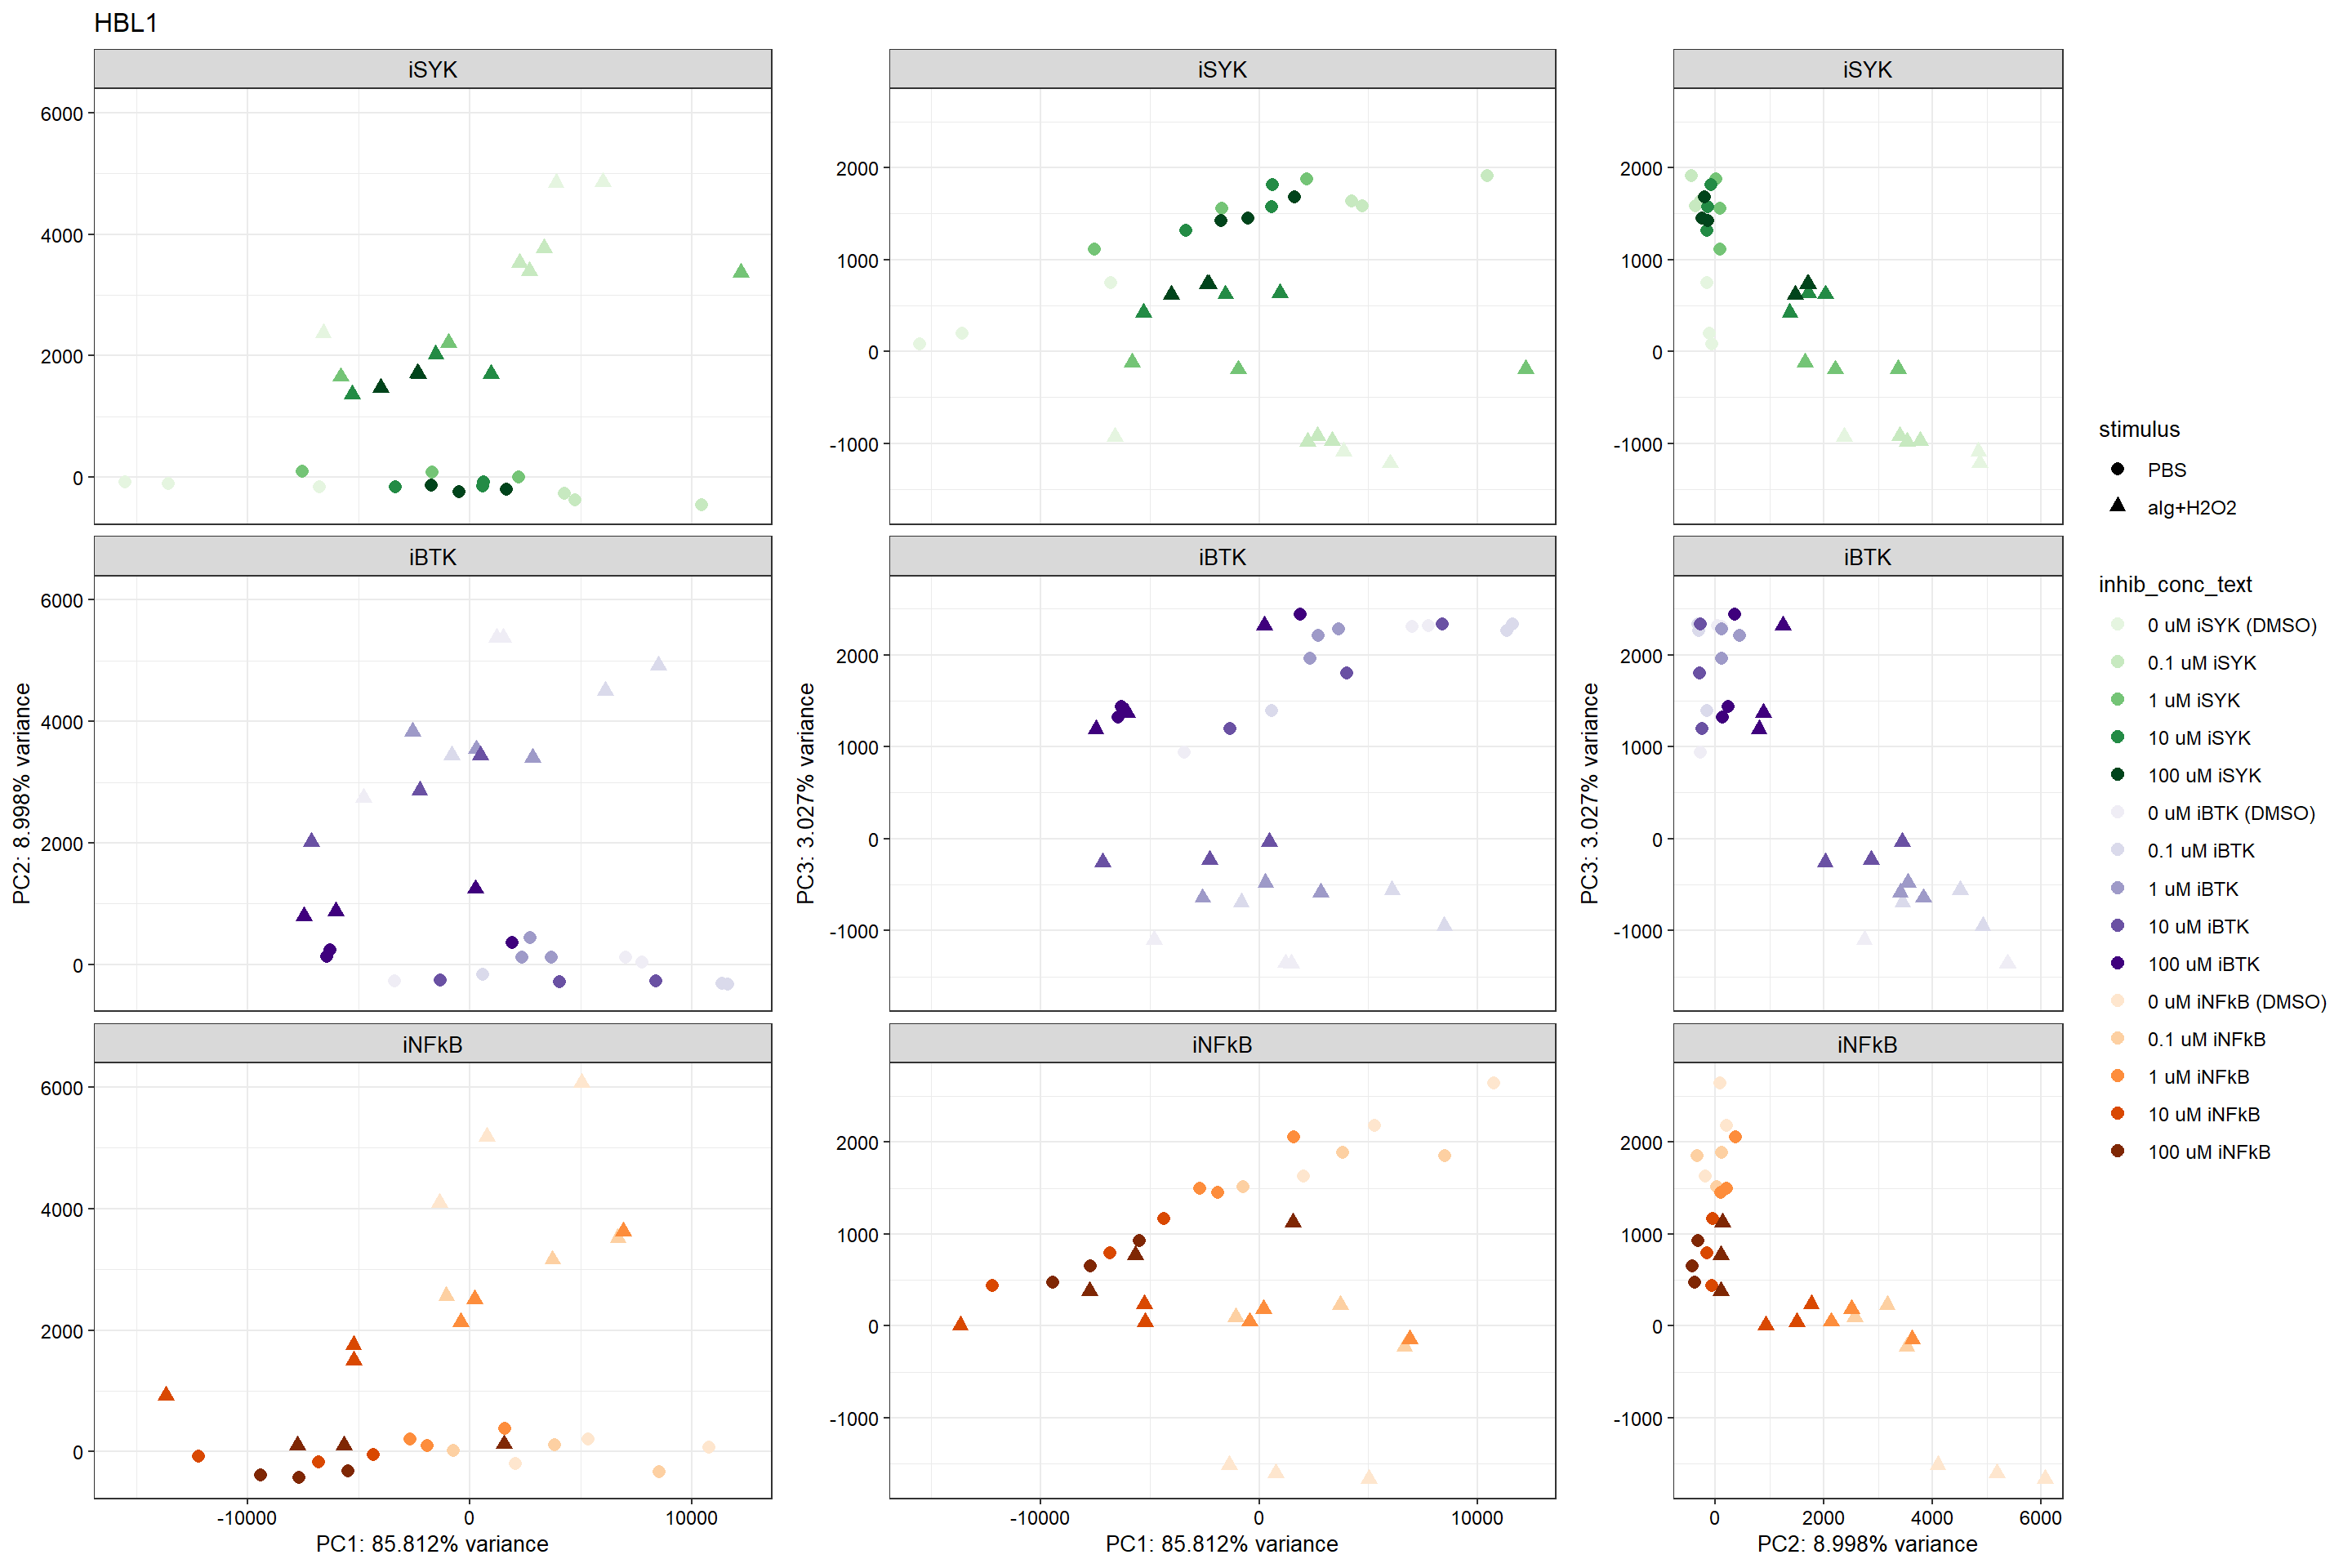 HBL1
iSYK
iSYK
iSYK
6000
4000
2000
0
2000
1000
0
-1000
2000
1000
0
-1000
iBTK
iBTK
iBTK
6000
4000
2000
0
2000
1000
0
-1000
2000
1000
0
-1000
iNFkB
iNFkB
iNFkB
6000
4000
2000
0
2000
1000
0
-1000
2000
1000
0
-1000
PC2: 8.998% variance
PC3: 3.027% variance
PC3: 3.027% variance
-10000 0 10000
-10000 0 10000
0 2000 4000 6000
PC1: 85.812% variance
PC1: 85.812% variance
PC2: 8.998% variance
stimulus
PBS
alg+H2O2
inhib_conc_text
0 uM iSYK (DMSO)
0.1 uM iSYK
1 uM iSYK
10 uM iSYK
100 uM iSYK
0 uM iBTK (DMSO)
0.1 uM iBTK
1 uM iBTK
10 uM iBTK
100 uM iBTK
0 uM iNFkB (DMSO)
0.1 uM iNFkB
1 uM iNFkB
10 uM iNFkB
100 uM iNFkB